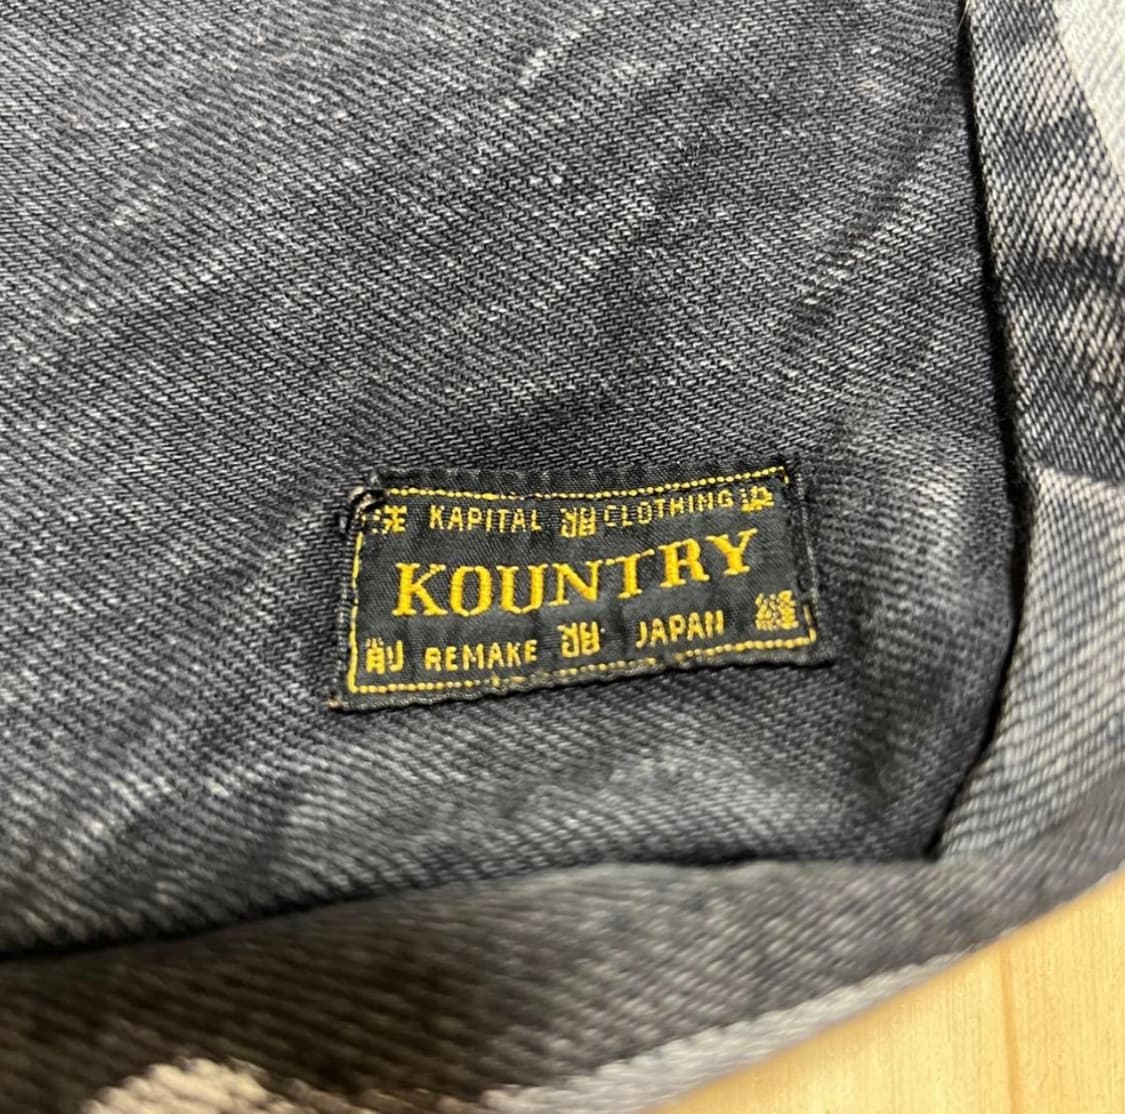 洗 KAPITAL CLOTHING 染
KOUNTRY
削 REMAKE JAPAN 縫